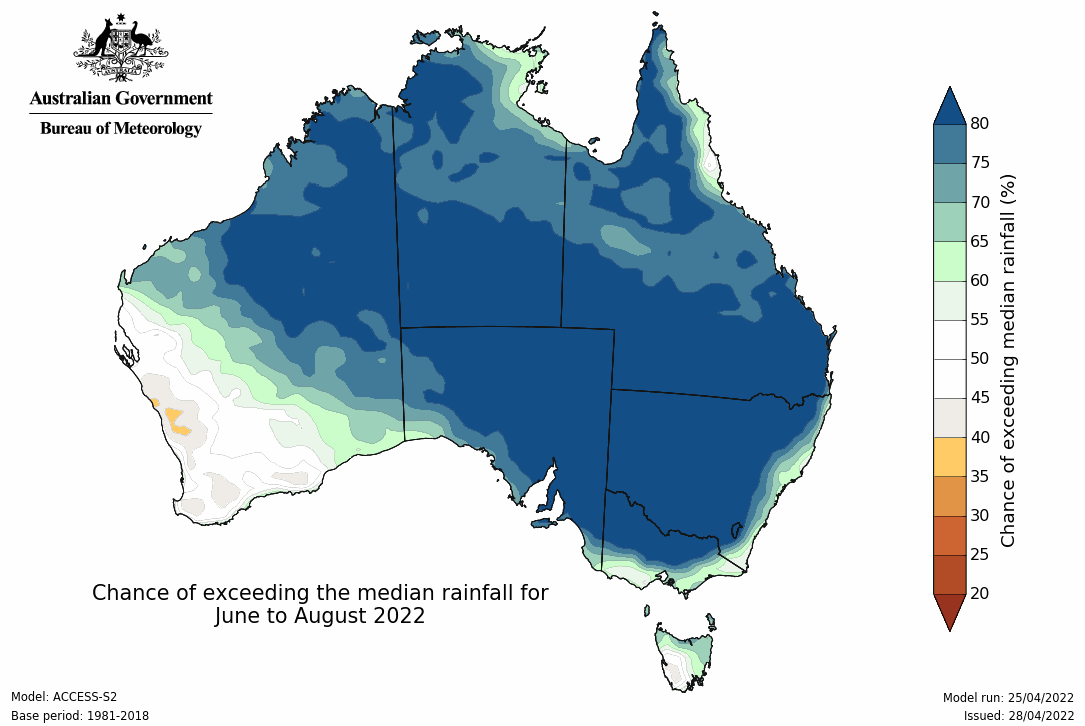 AUSTRALIA
Australian Government
Bureau of Meteorology
80
75
70
65
60
55
50
45
40
35
30
25
20
Chance of exceeding median rainfall (%)
Chance of exceeding the median rainfall for
June to August 2022
Model: ACCESS-S2
Base period: 1981-2018
Model run: 25/04/2022
Issued: 28/04/2022